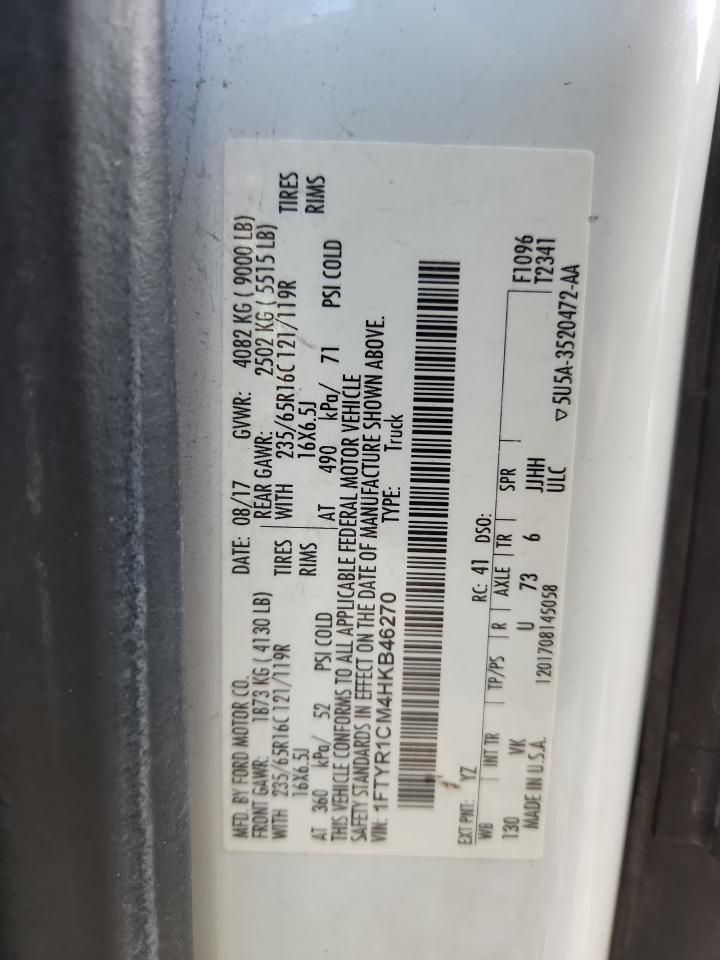 MFD. BY FORD MOTOR CO.
DATE: 08/17 GVWR: 4082 KG ( 9000 LB)
FRONT GAWR: 1873 KG ( 4130 LB) REAR GAWR: 2502 KG ( 5515 LB)
WITH 235/65R16C 121/119R TIRES WITH 235/65R16C 121/119R TIRES
16X6.5J RIMS 16X6.5J RIMS
AT 360 kPa/ 52 PSI COLD AT 490 kPa/ 71 PSI COLD
THIS VEHICLE CONFORMS TO ALL APPLICABLE FEDERAL MOTOR VEHICLE
SAFETY STANDARDS IN EFFECT ON THE DATE OF MANUFACTURE SHOWN ABOVE.
VIN: 1FTYR1CM4HKB46270 TYPE: Truck
EXT PNT: YZ RC: 41 DSO:
WB INT TR TP/PS R AXLE TR SPR F1096
130 VK U 73 6 JJHH T2341
MADE IN U.S.A. 1201708145058 ULC ▽5U5A-3520472-AA